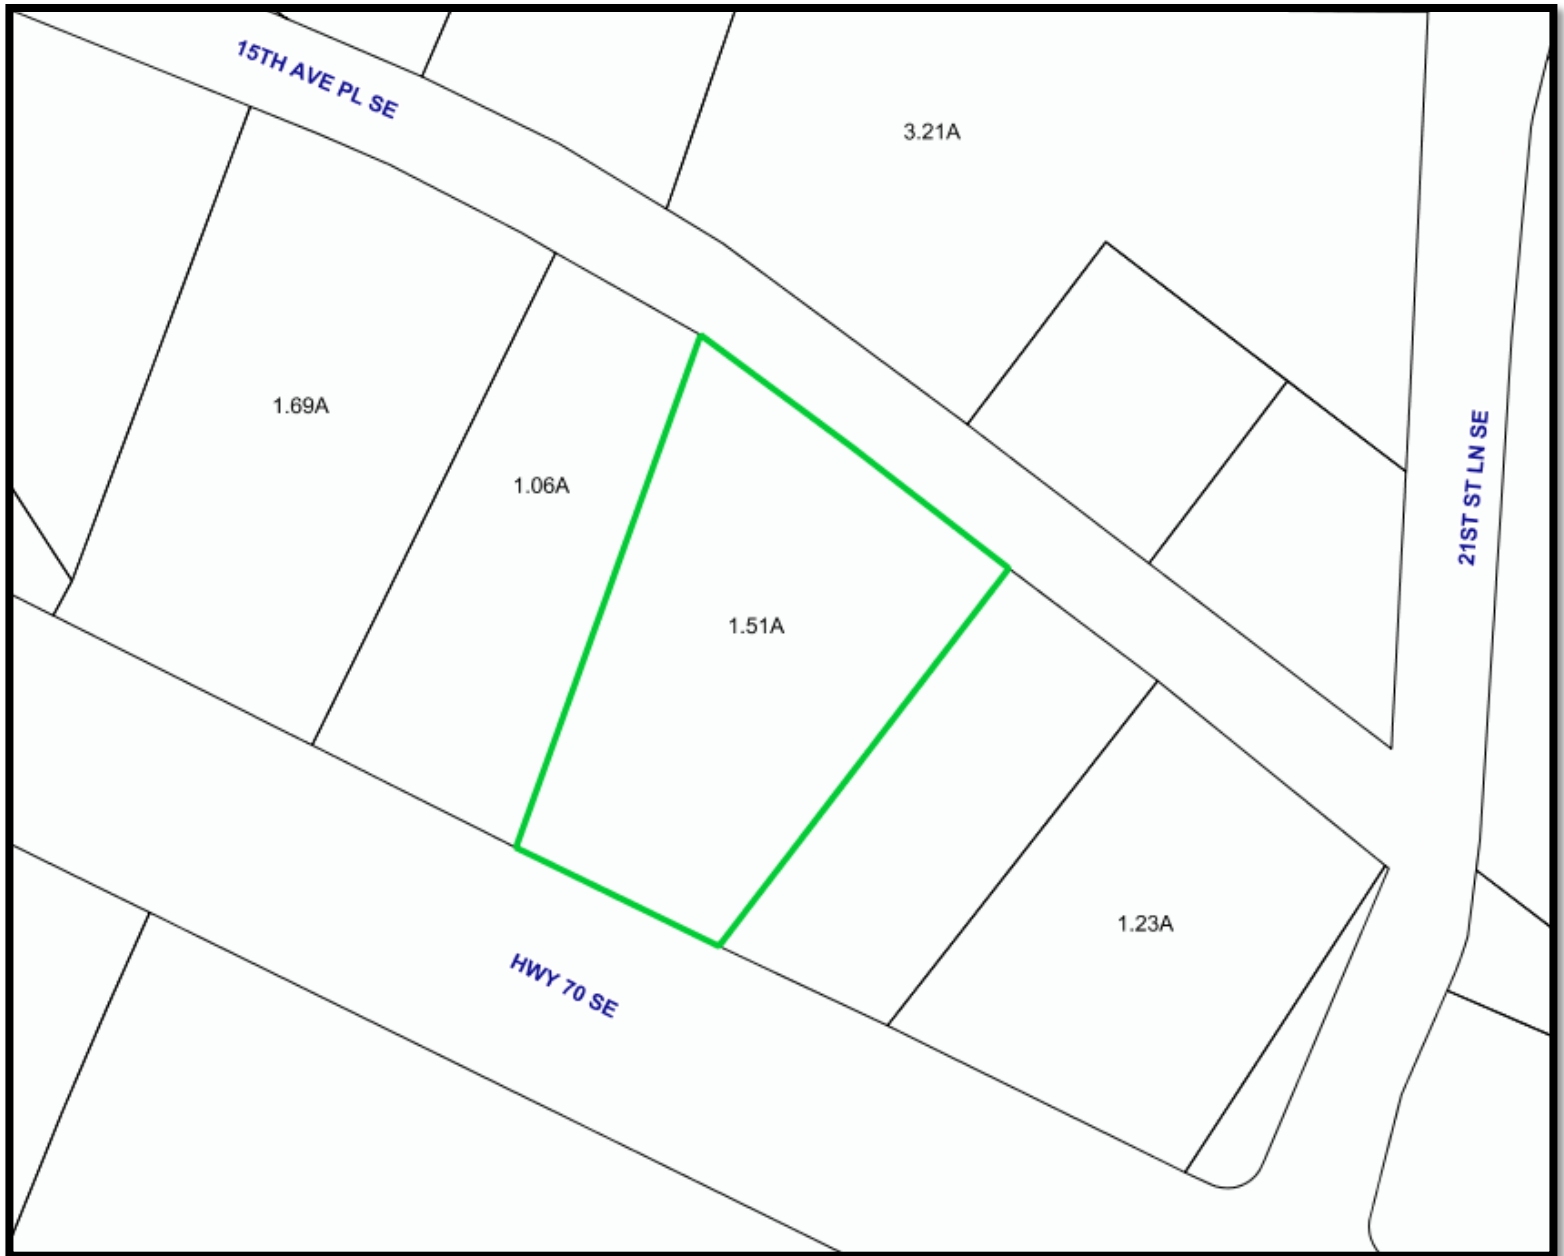 15TH AVE PL SE
3.21A
1.69A
21ST ST LN SE
1.06A
1.51A
1.23A
HWY 70 SE